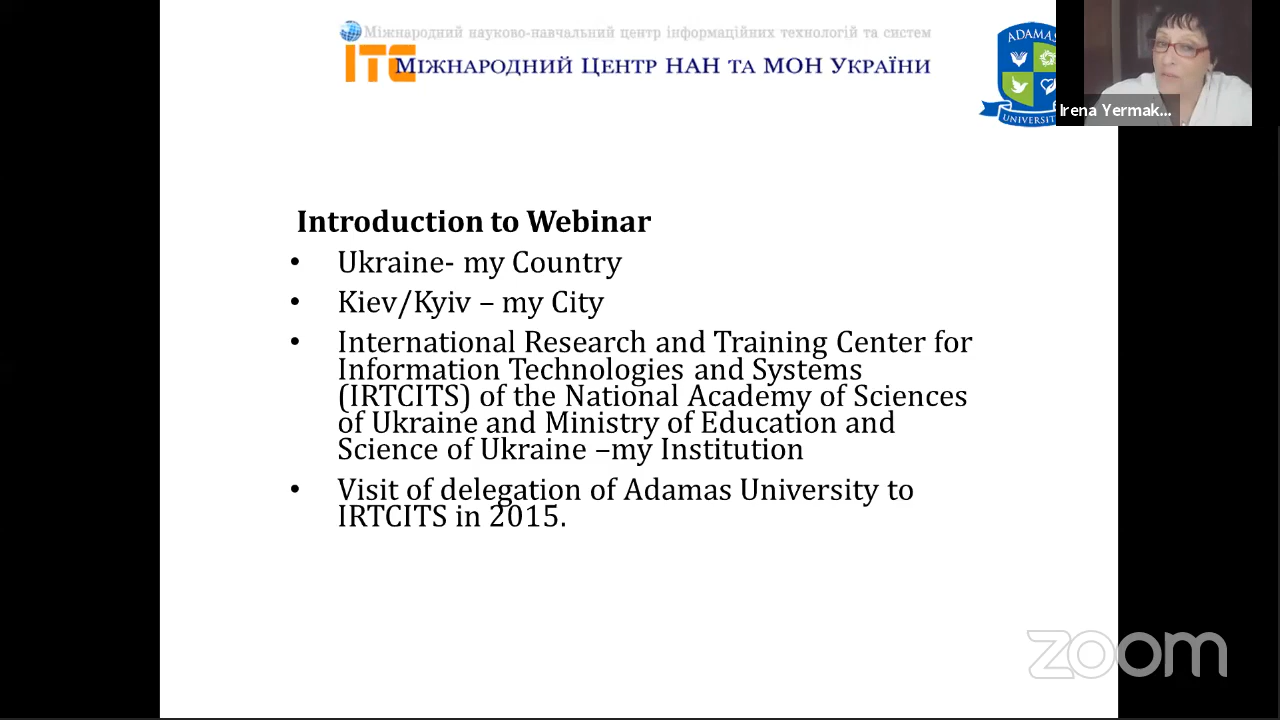 Міжнародний науково-навчальний центр інформаційних технологій та систем
ITC
МІЖНАРОДНИЙ ЦЕНТР НАН ТА МОН УКРАЇНИ
ADAMAS
UNIVERSIT
Irena Yermak...
Introduction to Webinar
• Ukraine- my Country
• Kiev/Kyiv – my City
• International Research and Training Center for
Information Technologies and Systems
(IRTCITS) of the National Academy of Sciences
of Ukraine and Ministry of Education and
Science of Ukraine –my Institution
• Visit of delegation of Adamas University to
IRTCITS in 2015.
zoom